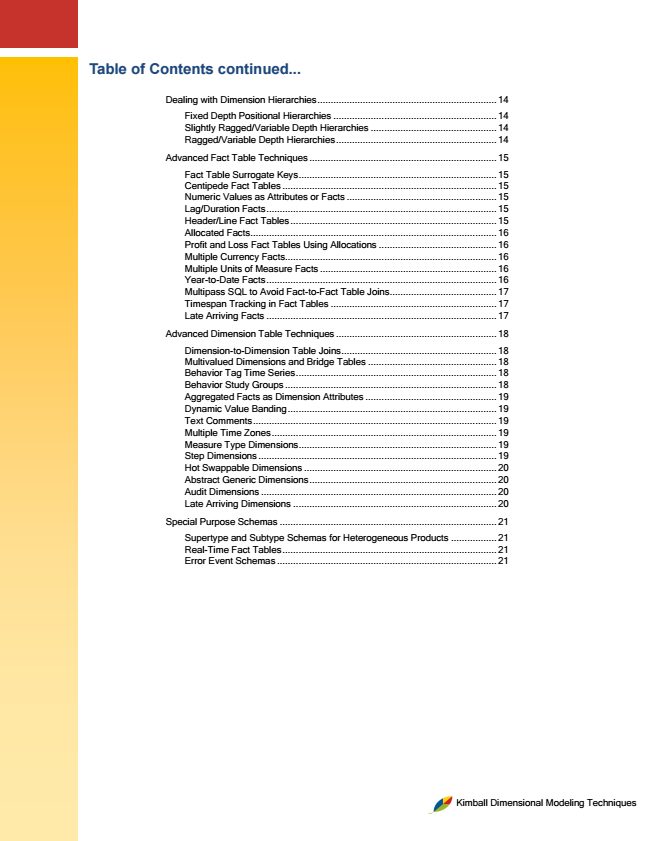 Table of Contents continued...
Dealing with Dimension Hierarchies ........ 14
Fixed Depth Positional Hierarchies ........ 14
Slightly Ragged/Variable Depth Hierarchies ........ 14
Ragged/Variable Depth Hierarchies ........ 14
Advanced Fact Table Techniques ........ 15
Fact Table Surrogate Keys ........ 15
Centipede Fact Tables ........ 15
Numeric Values as Attributes or Facts ........ 15
Lag/Duration Facts ........ 15
Header/Line Fact Tables ........ 15
Allocated Facts ........ 16
Profit and Loss Fact Tables Using Allocations ........ 16
Multiple Currency Facts ........ 16
Multiple Units of Measure Facts ........ 16
Year-to-Date Facts ........ 16
Multipass SQL to Avoid Fact-to-Fact Table Joins ........ 17
Timespan Tracking in Fact Tables ........ 17
Late Arriving Facts ........ 17
Advanced Dimension Table Techniques ........ 18
Dimension-to-Dimension Table Joins ........ 18
Multivalued Dimensions and Bridge Tables ........ 18
Behavior Tag Time Series ........ 18
Behavior Study Groups ........ 18
Aggregated Facts as Dimension Attributes ........ 19
Dynamic Value Banding ........ 19
Text Comments ........ 19
Multiple Time Zones ........ 19
Measure Type Dimensions ........ 19
Step Dimensions ........ 19
Hot Swappable Dimensions ........ 20
Abstract Generic Dimensions ........ 20
Audit Dimensions ........ 20
Late Arriving Dimensions ........ 20
Special Purpose Schemas ........ 21
Supertype and Subtype Schemas for Heterogeneous Products ........ 21
Real-Time Fact Tables ........ 21
Error Event Schemas ........ 21
Kimball Dimensional Modeling Techniques